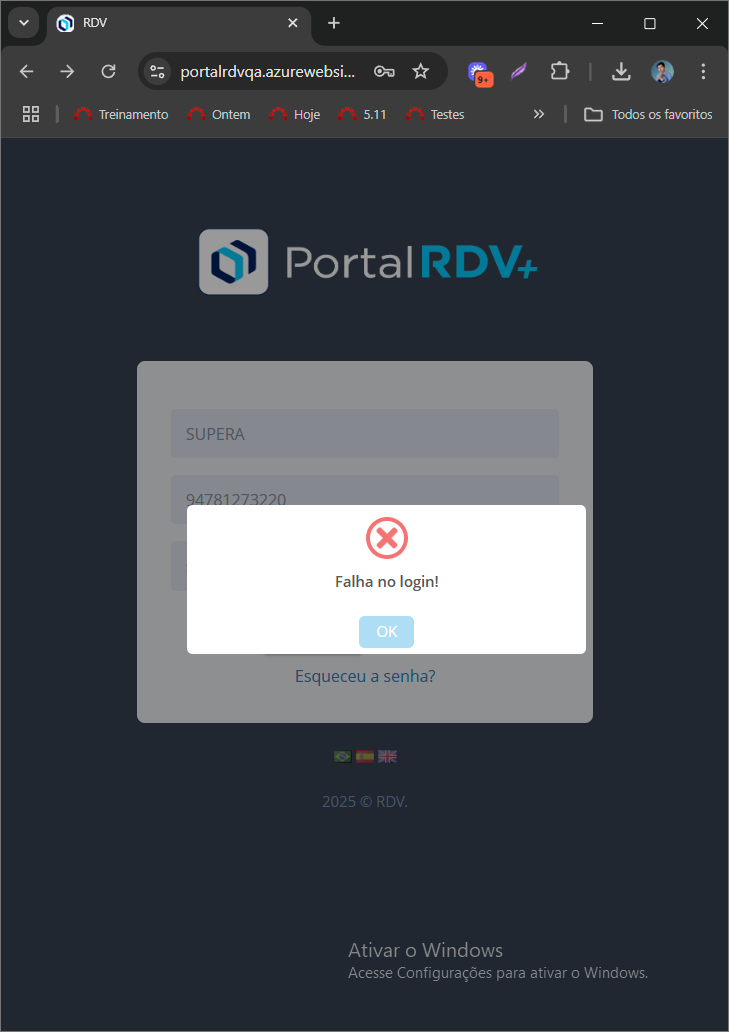 RDV
portalrdvqa.azurewebsi...
9+
Treinamento
Ontem
Hoje
5.11
Testes
Todos os favoritos
PortalRDV+
SUPERA
94781273220
Falha no login!
OK
Esqueceu a senha?
2025 © RDV.
Ativar o Windows
Acesse Configurações para ativar o Windows.